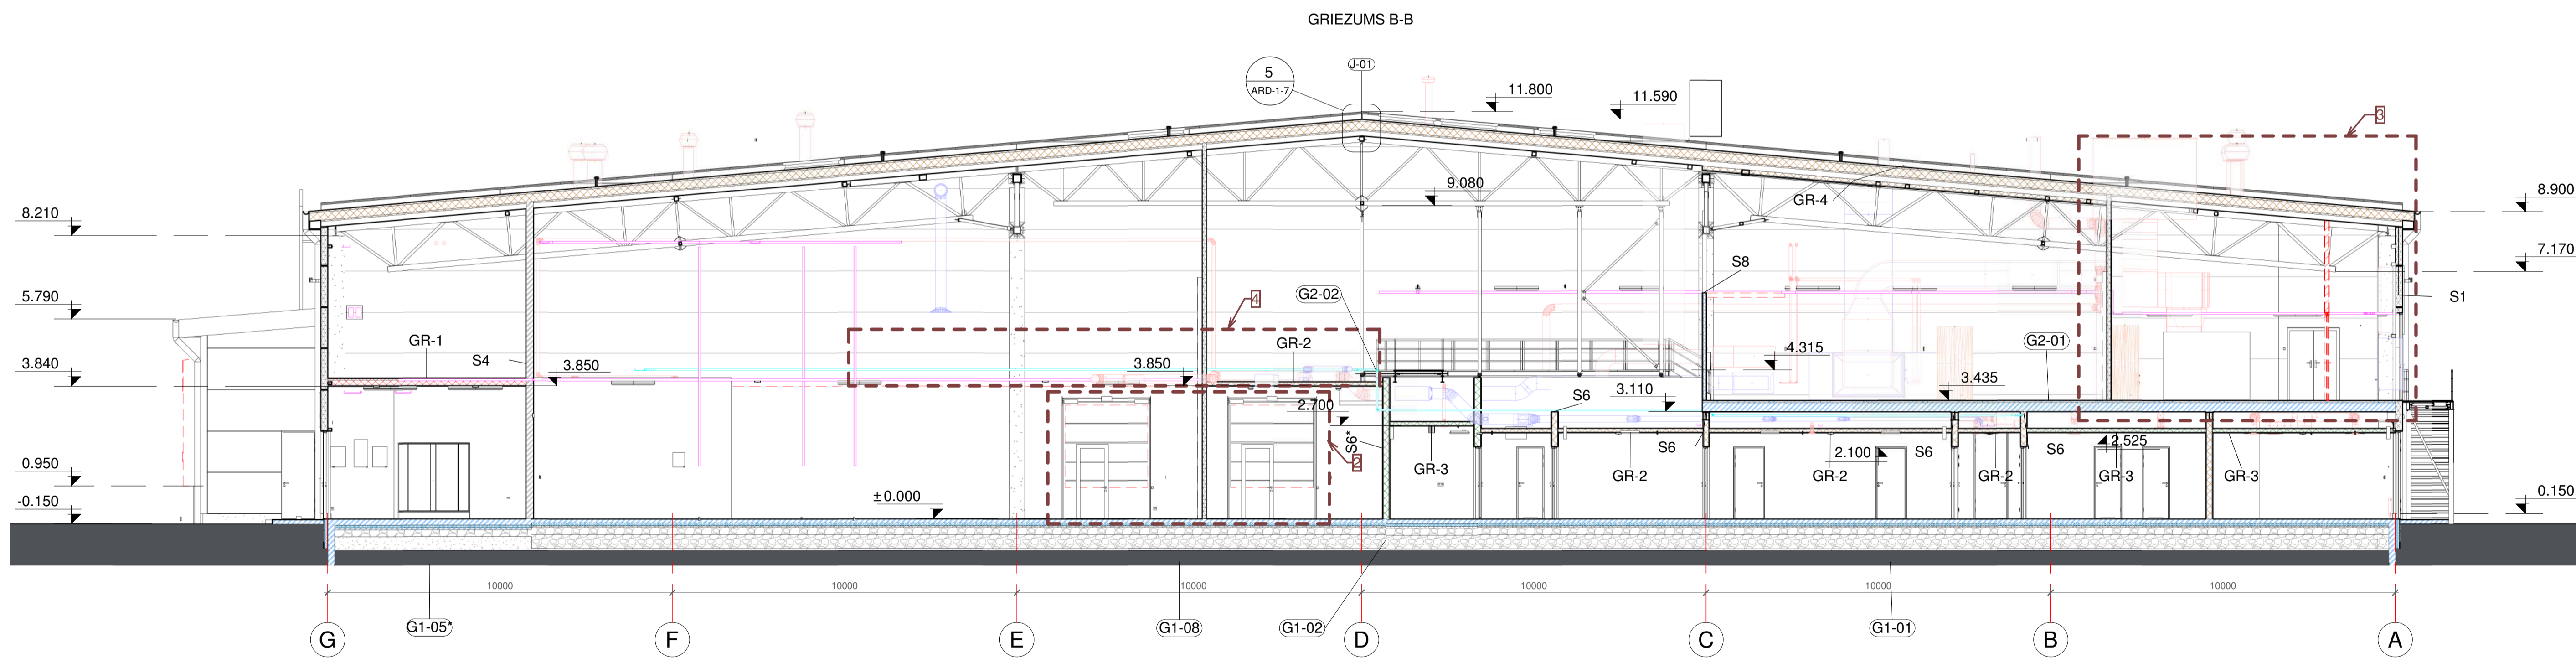 GRIEZUMS B-B
5
ARD-1-7
J-01
11.800
11.590
3
9.080
GR-4
8.210
8.900
7.170
S8
5.790
4
G2-02
S1
GR-1
S4
GR-2
G2-01
4.315
3.840
3.850
3.850
3.435
3.110
S6
2.700
S6*
2
S6
S6
S6
2.525
2.100
GR-3
GR-2
GR-2
GR-2
GR-3
GR-3
0.950
-0.150
±0.000
0.150
10000
10000
10000
10000
10000
10000
G1-05*
G1-08
G1-02
G1-01
G
F
E
D
C
B
A